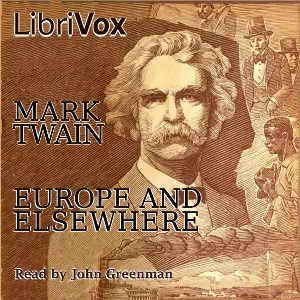 LibriVox
MARK
TWAIN
EUROPE AND
ELSEWHERE
Read by John Greenman